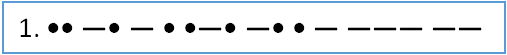 1. •• —• — • •—• —• • — ——— ——